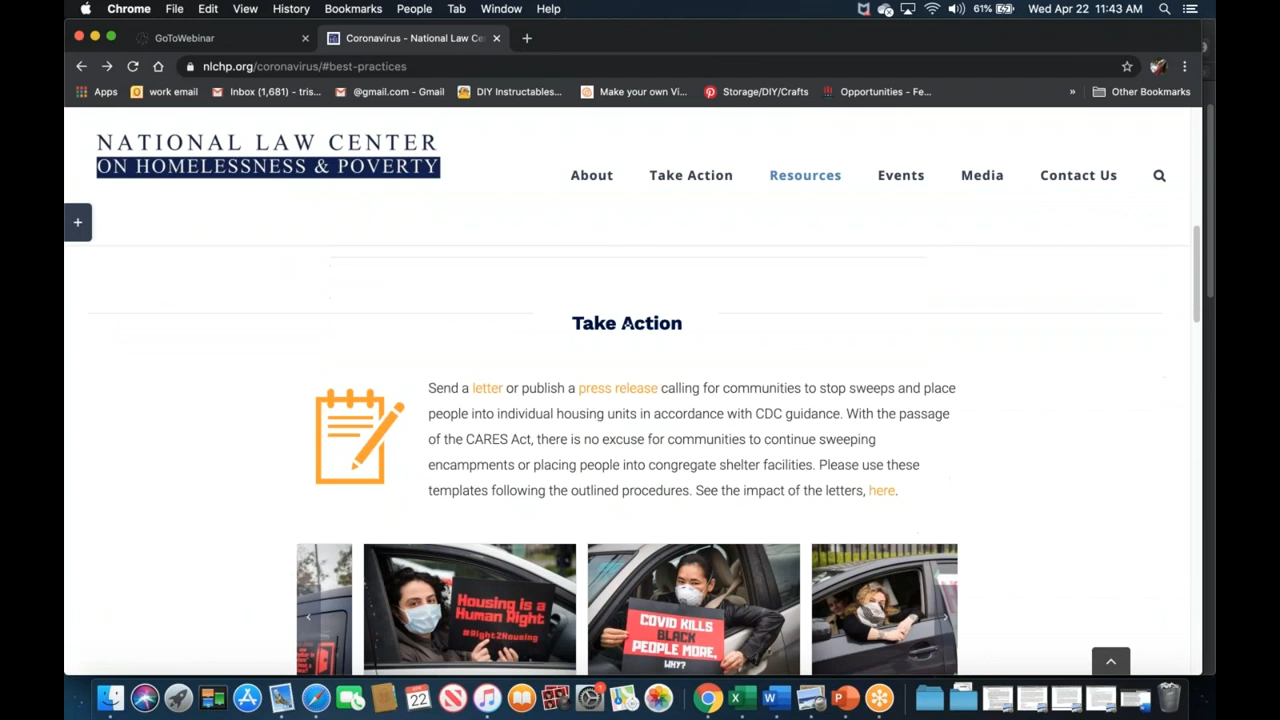 Chrome File Edit View History Bookmarks People Tab Window Help 61% Wed Apr 22 11:43 AM
GoToWebinar Coronavirus - National Law Ce
nlchp.org/coronavirus/#best-practices
Apps work email Inbox (1,681) - tris... @gmail.com - Gmail DIY Instructables... Make your own Vi... Storage/DIY/Crafts Opportunities - Fe... » Other Bookmarks
NATIONAL LAW CENTER
ON HOMELESSNESS & POVERTY
About Take Action Resources Events Media Contact Us
+
Take Action
Send a letter or publish a press release calling for communities to stop sweeps and place
people into individual housing units in accordance with CDC guidance. With the passage
of the CARES Act, there is no excuse for communities to continue sweeping
encampments or placing people into congregate shelter facilities. Please use these
templates following the outlined procedures. See the impact of the letters, here.
Housing is a
Human Right
#Right2Housing
COVID KILLS
BLACK
PEOPLE MORE.
WHY?
APR
22